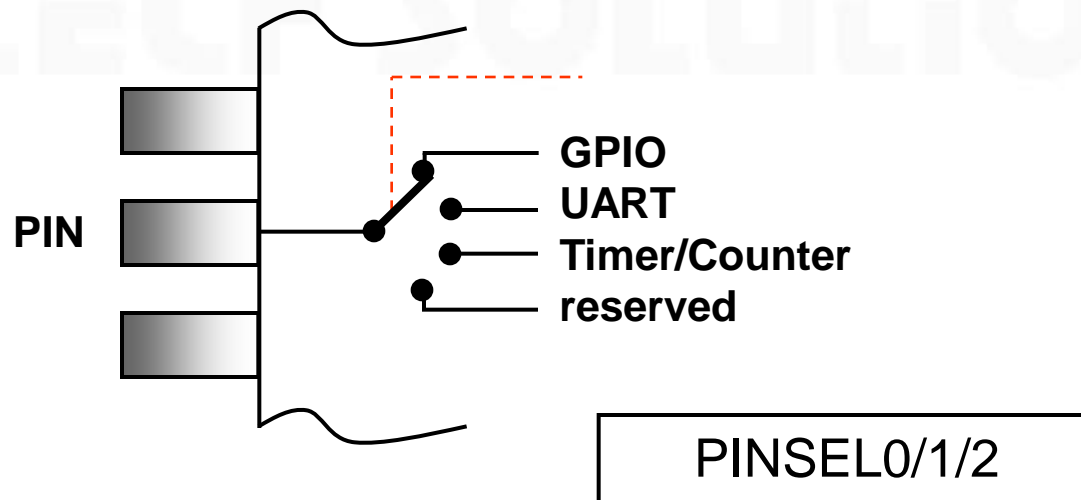 GPIO
UART
PIN
Timer/Counter
reserved
PINSEL0/1/2